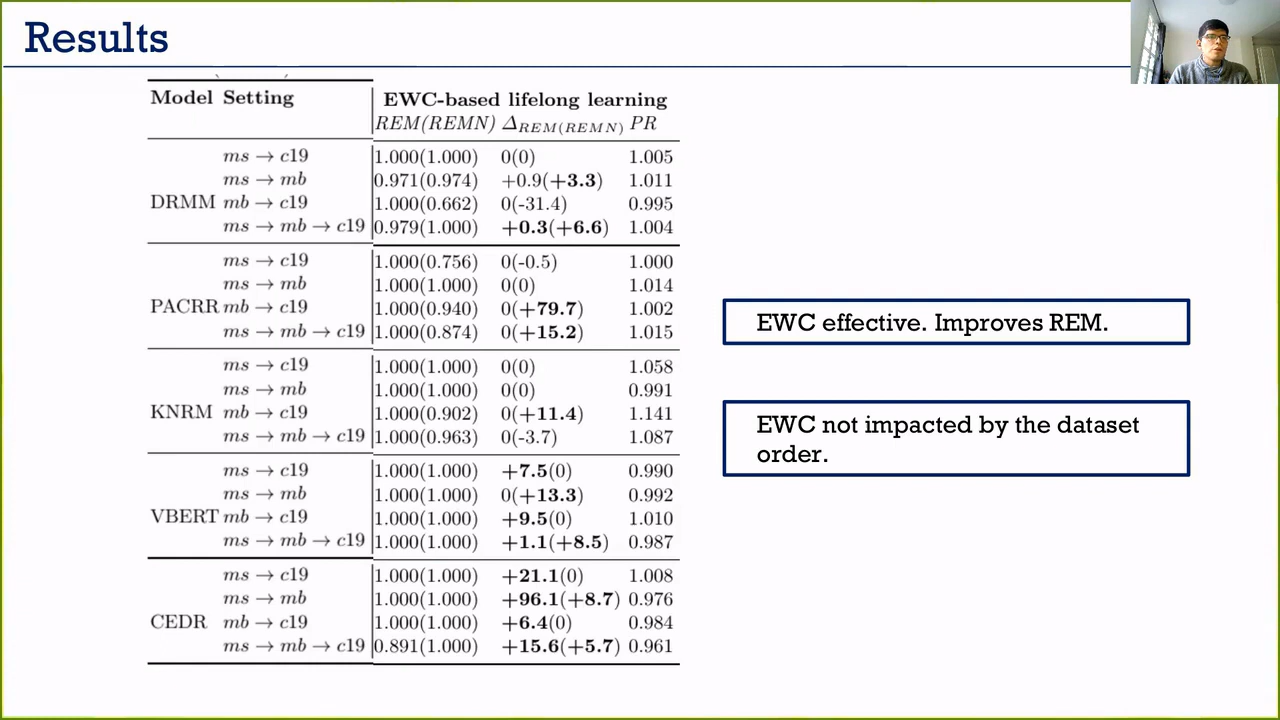 Results
Model Setting EWC-based lifelong learning
REM(REMN) Δ_REM(REMN) PR
ms → c19 1.000(1.000) 0(0) 1.005
ms → mb 0.971(0.974) +0.9(+3.3) 1.011
DRMM mb → c19 1.000(0.662) 0(-31.4) 0.995
ms → mb → c19 0.979(1.000) +0.3(+6.6) 1.004
ms → c19 1.000(0.756) 0(-0.5) 1.000
ms → mb 1.000(1.000) 0(0) 1.014
PACRR mb → c19 1.000(0.940) 0(+79.7) 1.002
ms → mb → c19 1.000(0.874) 0(+15.2) 1.015
ms → c19 1.000(1.000) 0(0) 1.058
ms → mb 1.000(1.000) 0(0) 0.991
KNRM mb → c19 1.000(0.902) 0(+11.4) 1.141
ms → mb → c19 1.000(0.963) 0(-3.7) 1.087
ms → c19 1.000(1.000) +7.5(0) 0.990
ms → mb 1.000(1.000) 0(+13.3) 0.992
VBERT mb → c19 1.000(1.000) +9.5(0) 1.010
ms → mb → c19 1.000(1.000) +1.1(+8.5) 0.987
ms → c19 1.000(1.000) +21.1(0) 1.008
ms → mb 1.000(1.000) +96.1(+8.7) 0.976
CEDR mb → c19 1.000(1.000) +6.4(0) 0.984
ms → mb → c19 0.891(1.000) +15.6(+5.7) 0.961
EWC effective. Improves REM.
EWC not impacted by the dataset
order.